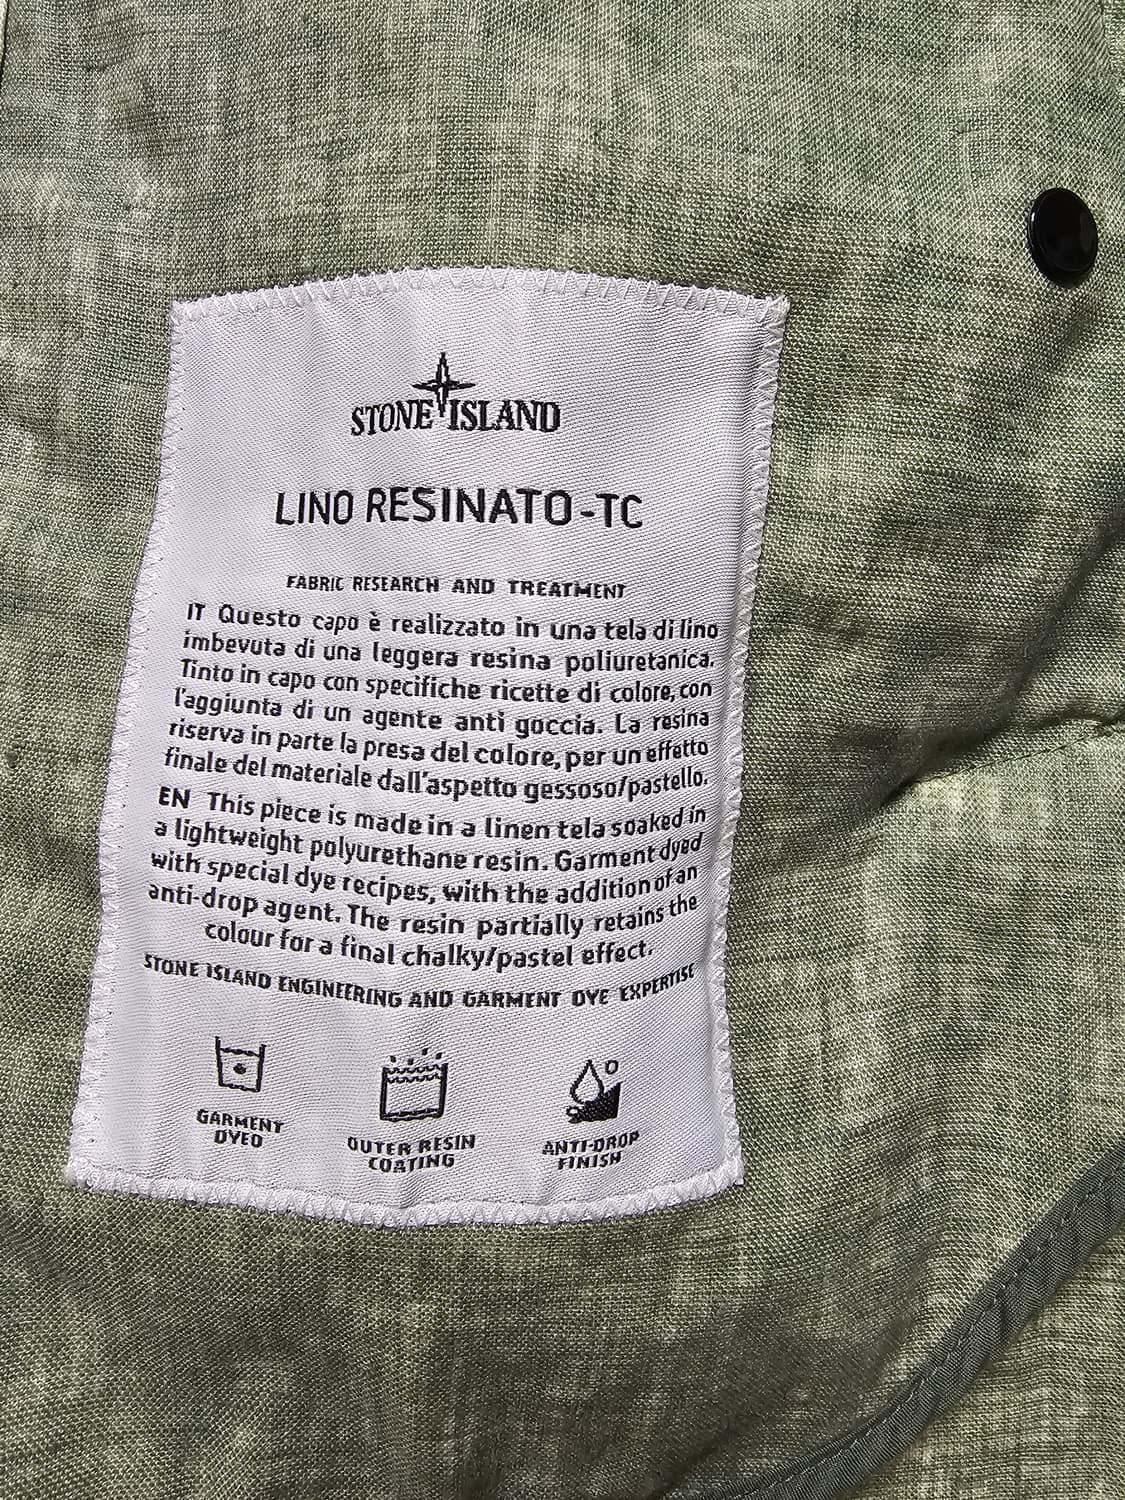 STONE ISLAND
LINO RESINATO-TC
FABRIC RESEARCH AND TREATMENT
IT Questo capo è realizzato in una tela di lino
imbevuta di una leggera resina poliuretanica.
Tinto in capo con specifiche ricette di colore, con
l'aggiunta di un agente anti goccia. La resina
riserva in parte la presa del colore, per un effetto
finale del materiale dall'aspetto gessoso/pastello.
EN This piece is made in a linen tela soaked in
a lightweight polyurethane resin. Garment dyed
with special dye recipes, with the addition of an
anti-drop agent. The resin partially retains the
colour for a final chalky/pastel effect.
STONE ISLAND ENGINEERING AND GARMENT DYE EXPERTISE
GARMENT
DYED
OUTER RESIN
COATING
ANTI-DROP
FINISH